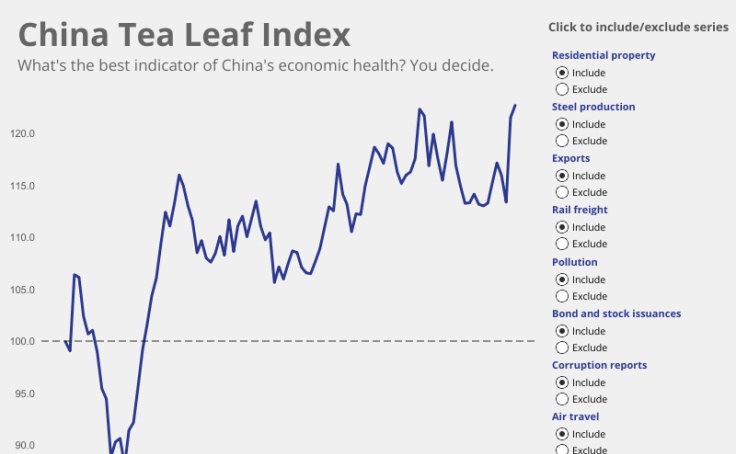 China Tea Leaf Index
What's the best indicator of China's economic health? You decide.
120.0
115.0
110.0
105.0
100.0
95.0
90.0
Click to include/exclude series
Residential property
Include
Exclude
Steel production
Include
Exclude
Exports
Include
Exclude
Rail freight
Include
Exclude
Pollution
Include
Exclude
Bond and stock issuances
Include
Exclude
Corruption reports
Include
Exclude
Air travel
Include
Exclude